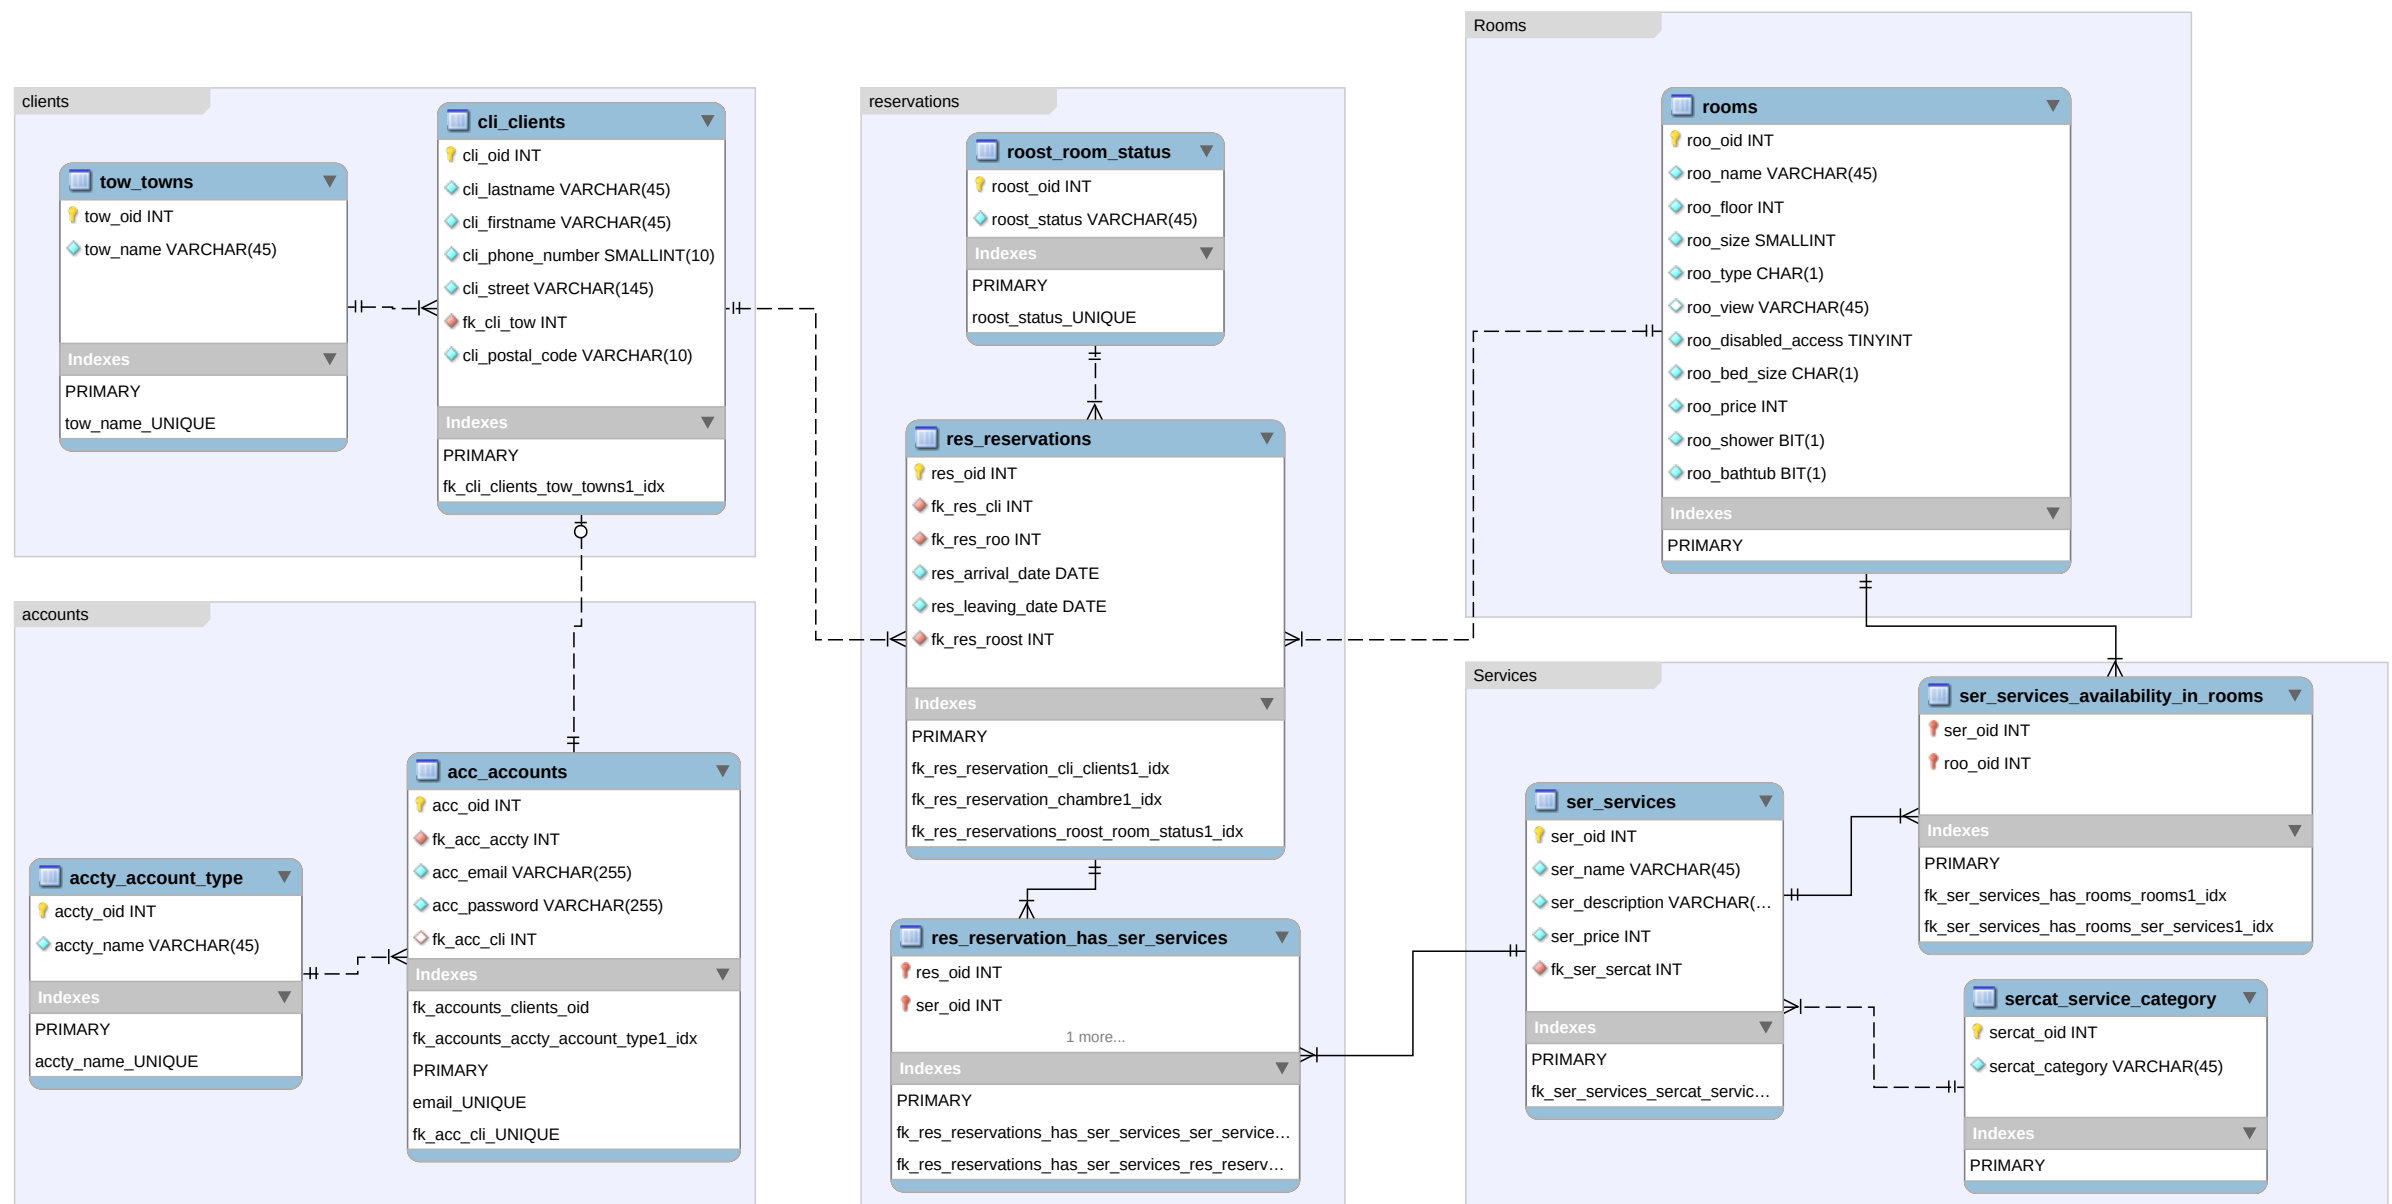 clients
tow_towns
tow_oid INT
tow_name VARCHAR(45)
Indexes
PRIMARY
tow_name_UNIQUE
cli_clients
cli_oid INT
cli_lastname VARCHAR(45)
cli_firstname VARCHAR(45)
cli_phone_number SMALLINT(10)
cli_street VARCHAR(145)
fk_cli_tow INT
cli_postal_code VARCHAR(10)
Indexes
PRIMARY
fk_cli_clients_tow_towns1_idx
accounts
accty_account_type
accty_oid INT
accty_name VARCHAR(45)
Indexes
PRIMARY
accty_name_UNIQUE
acc_accounts
acc_oid INT
fk_acc_accty INT
acc_email VARCHAR(255)
acc_password VARCHAR(255)
fk_acc_cli INT
Indexes
fk_accounts_clients_oid
fk_accounts_accty_account_type1_idx
PRIMARY
email_UNIQUE
fk_acc_cli_UNIQUE
reservations
roost_room_status
roost_oid INT
roost_status VARCHAR(45)
Indexes
PRIMARY
roost_status_UNIQUE
res_reservations
res_oid INT
fk_res_cli INT
fk_res_roo INT
res_arrival_date DATE
res_leaving_date DATE
fk_res_roost INT
Indexes
PRIMARY
fk_res_reservation_cli_clients1_idx
fk_res_reservation_chambre1_idx
fk_res_reservations_roost_room_status1_idx
res_reservation_has_ser_services
res_oid INT
ser_oid INT
1 more...
Indexes
PRIMARY
fk_res_reservations_has_ser_services_ser_service...
fk_res_reservations_has_ser_services_res_reserv...
Rooms
rooms
roo_oid INT
roo_name VARCHAR(45)
roo_floor INT
roo_size SMALLINT
roo_type CHAR(1)
roo_view VARCHAR(45)
roo_disabled_access TINYINT
roo_bed_size CHAR(1)
roo_price INT
roo_shower BIT(1)
roo_bathtub BIT(1)
Indexes
PRIMARY
Services
ser_services
ser_oid INT
ser_name VARCHAR(45)
ser_description VARCHAR(...
ser_price INT
fk_ser_sercat INT
Indexes
PRIMARY
fk_ser_services_sercat_servic...
ser_services_availability_in_rooms
ser_oid INT
roo_oid INT
Indexes
PRIMARY
fk_ser_services_has_rooms_rooms1_idx
fk_ser_services_has_rooms_ser_services1_idx
sercat_service_category
sercat_oid INT
sercat_category VARCHAR(45)
Indexes
PRIMARY